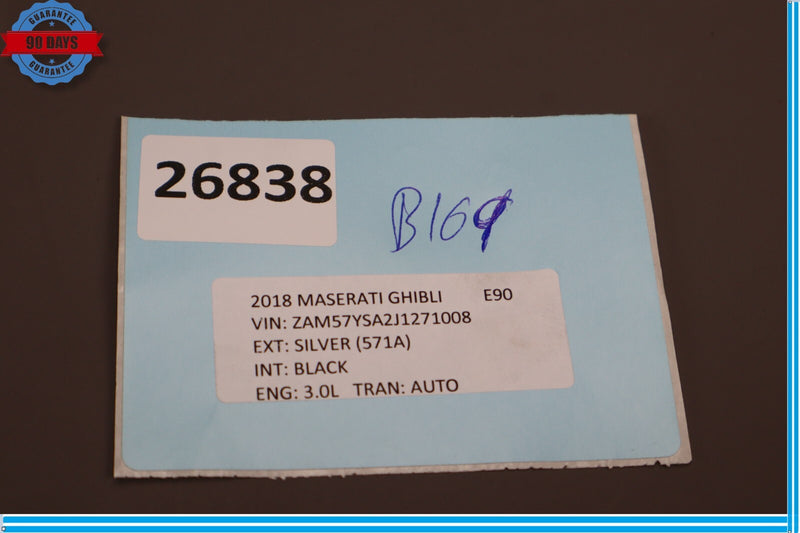 GUARANTEE
90 DAYS
GUARANTEE
26838
B169
2018 MASERATI GHIBLI E90
VIN: ZAM57YSA2J1271008
EXT: SILVER (571A)
INT: BLACK
ENG: 3.0L TRAN: AUTO